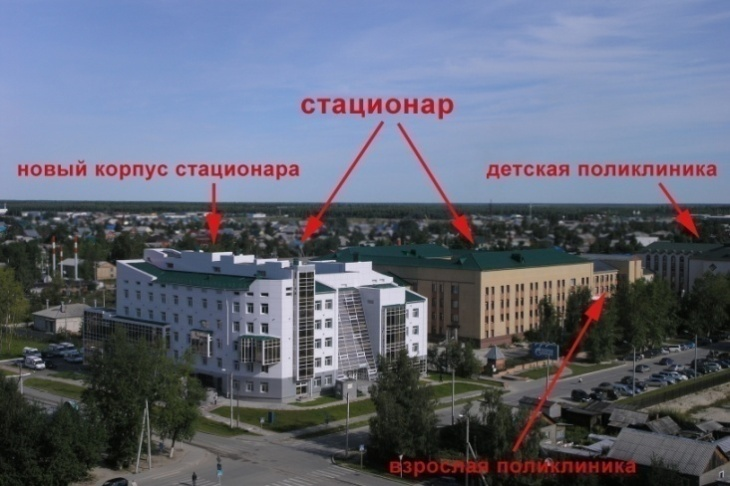 стационар
новый корпус стационара
детская поликлиника
взрослая поликлиника